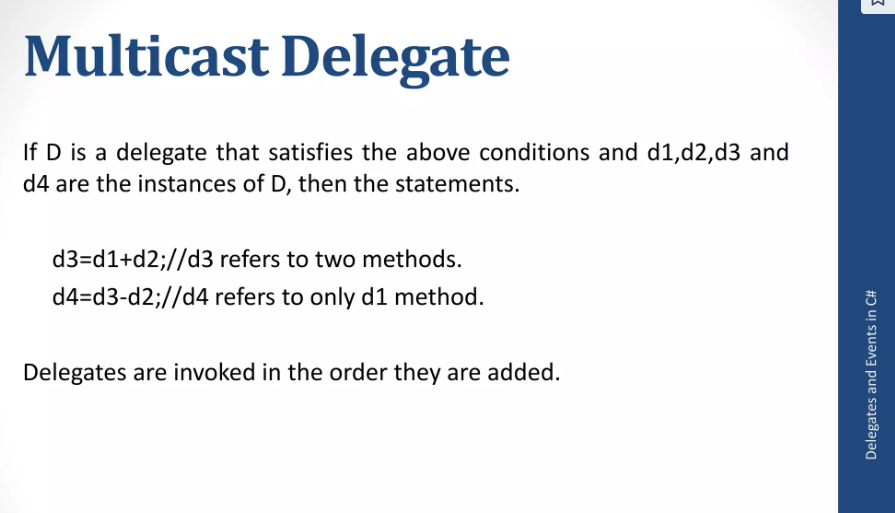 Multicast Delegate
If D is a delegate that satisfies the above conditions and d1,d2,d3 and
d4 are the instances of D, then the statements.
d3=d1+d2;//d3 refers to two methods.
d4=d3-d2;//d4 refers to only d1 method.
Delegates are invoked in the order they are added.
Delegates and Events in C#